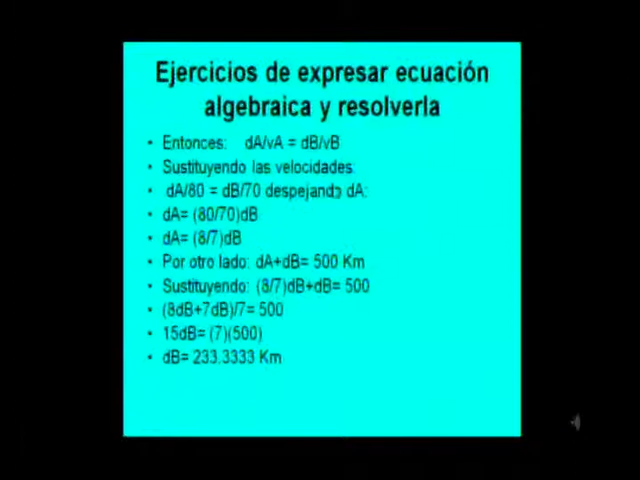 Ejercicios de expresar ecuación
algebraica y resolverla
• Entonces: dA/vA = dB/vB
• Sustituyendo las velocidades:
• dA/80 = dB/70 despejando dA:
• dA= (80/70)dB
• dA= (8/7)dB
• Por otro lado: dA+dB= 500 Km
• Sustituyendo: (8/7)dB+dB= 500
• (8dB+7dB)/7= 500
• 15dB= (7)(500)
• dB= 233.3333 Km